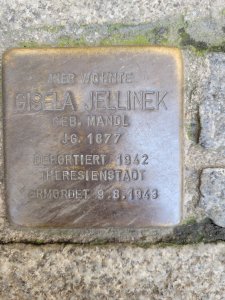 HIER WOHNTE
GISELA JELLINEK
GEB. MANDL
JG. 1877
DEPORTIERT 1942
THERESIENSTADT
ERMORDET 9.8.1943